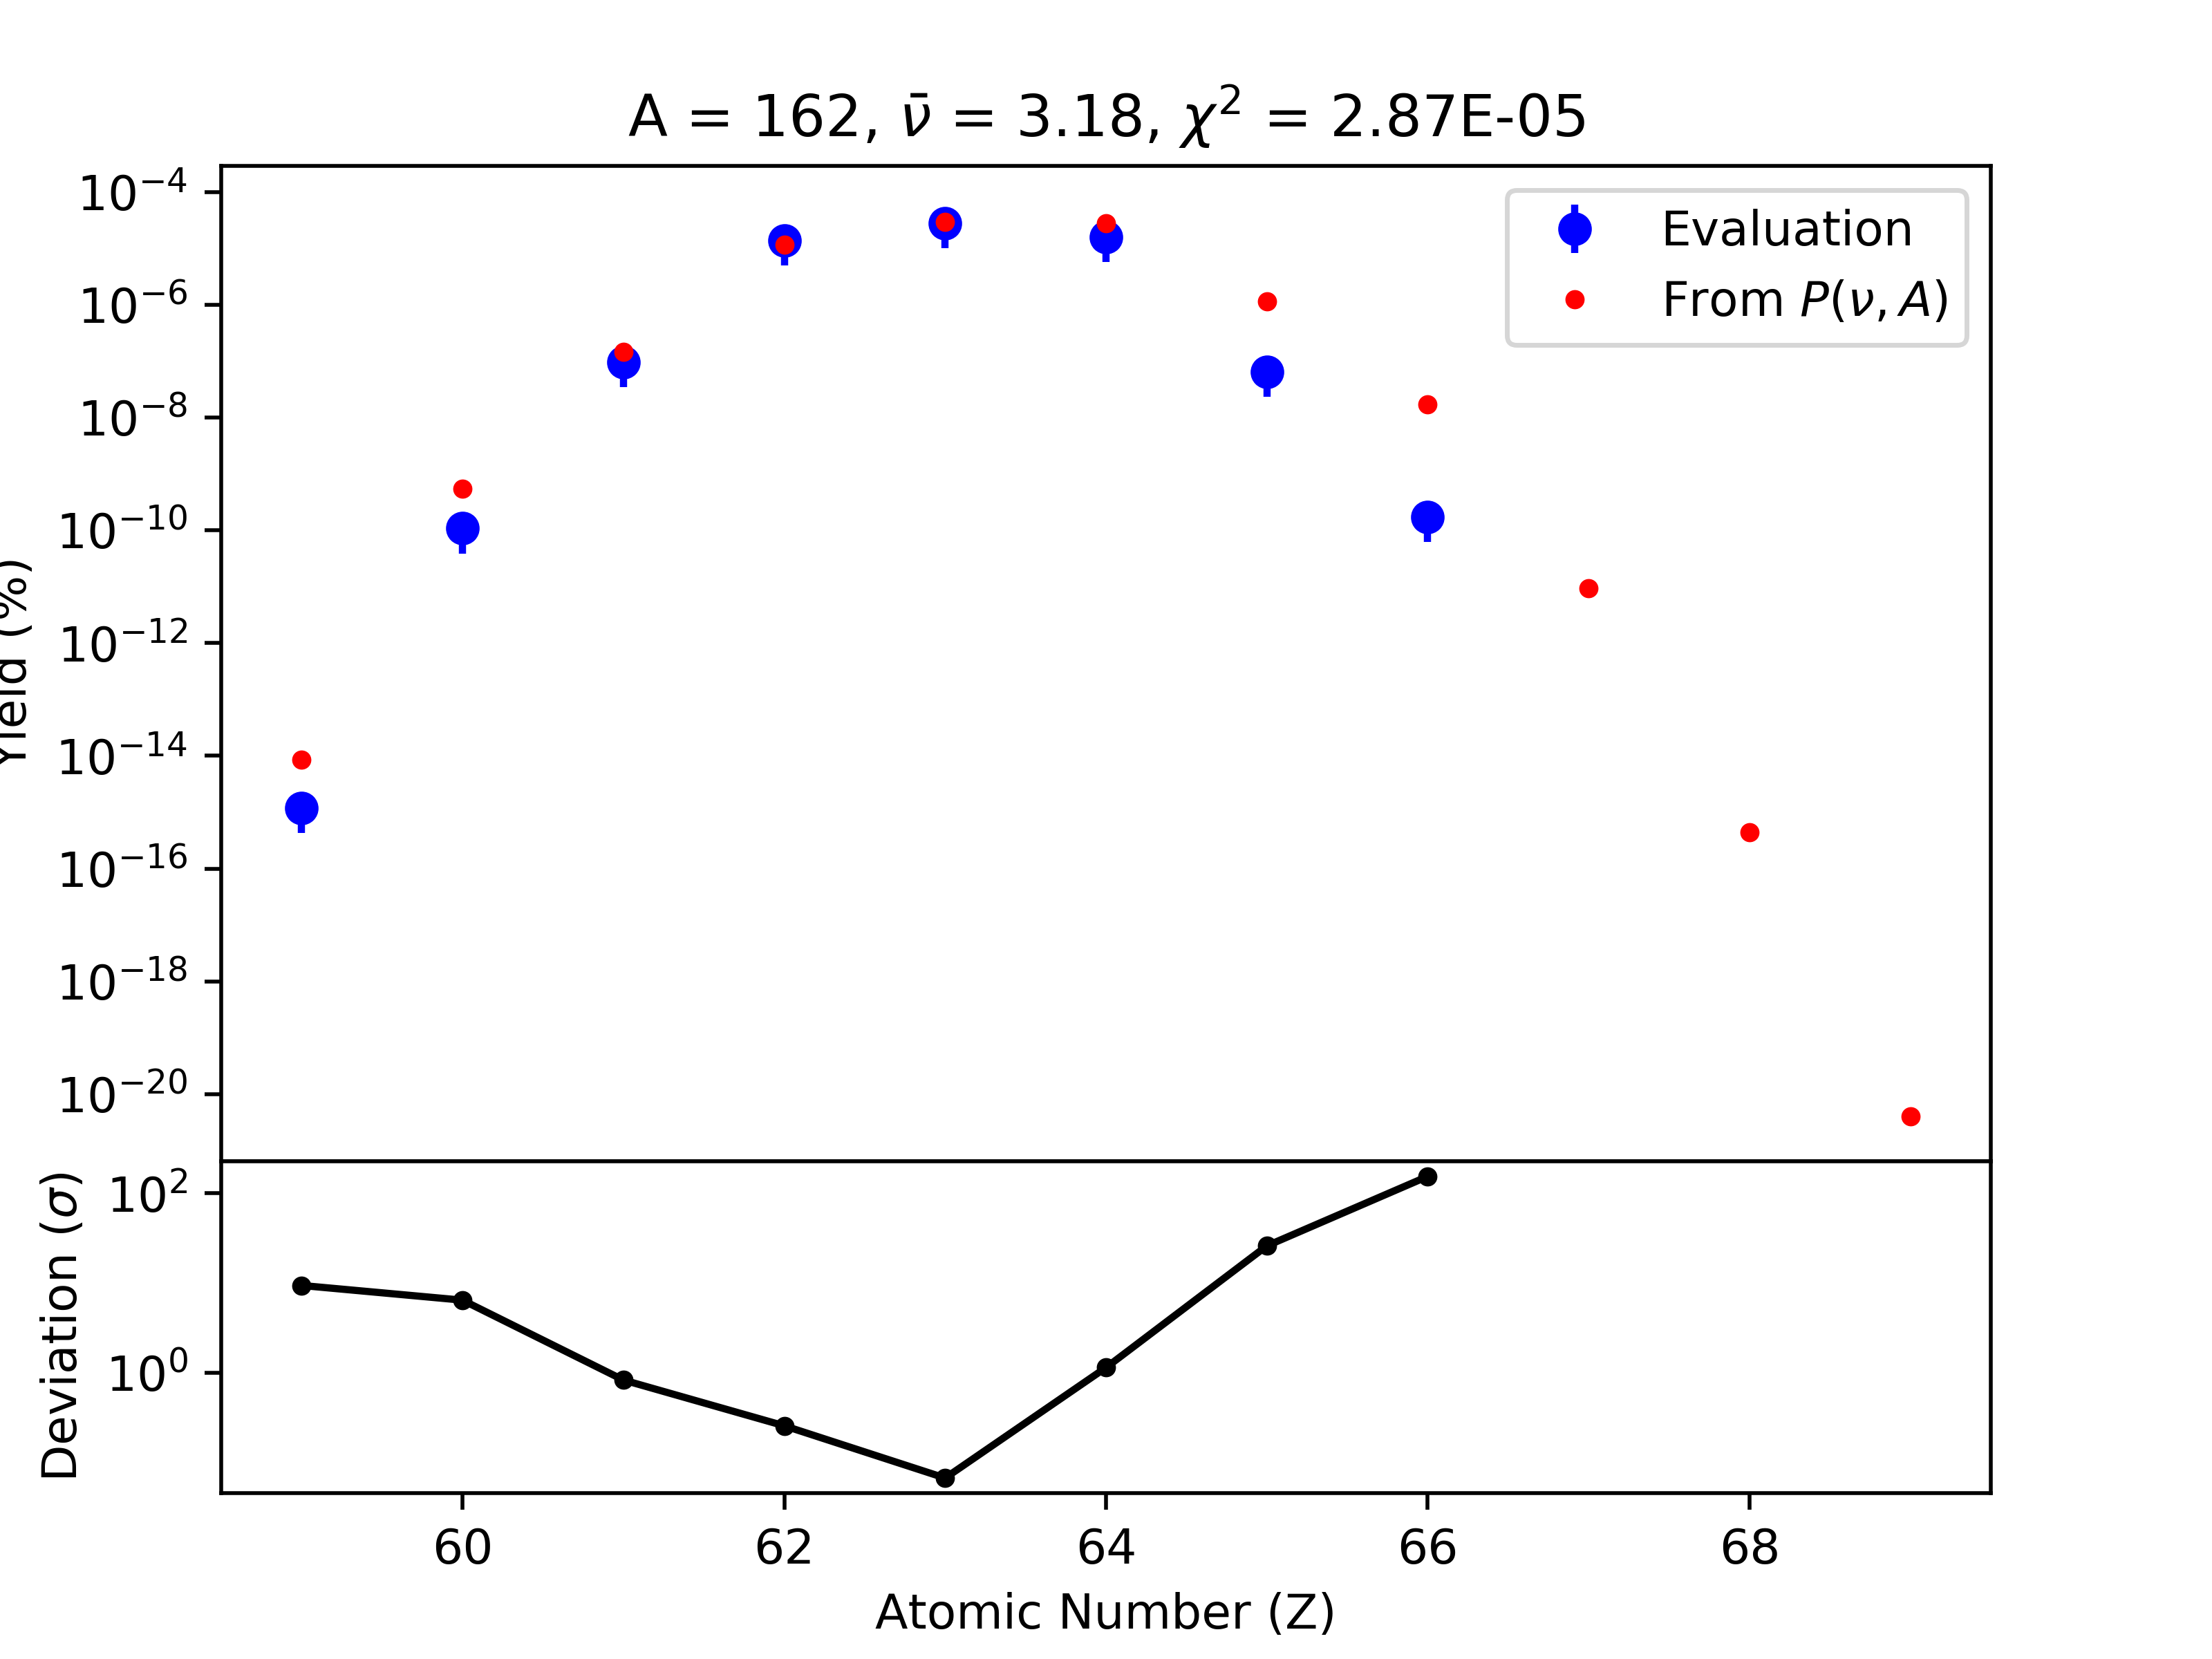 A = 162, ν̄ = 3.18, χ² = 2.87E-05
10⁻⁴
10⁻⁶
10⁻⁸
10⁻¹⁰
10⁻¹²
10⁻¹⁴
10⁻¹⁶
10⁻¹⁸
10⁻²⁰
Yield (%)
Evaluation
From P(ν, A)
10²
10⁰
Deviation (σ)
60 62 64 66 68
Atomic Number (Z)